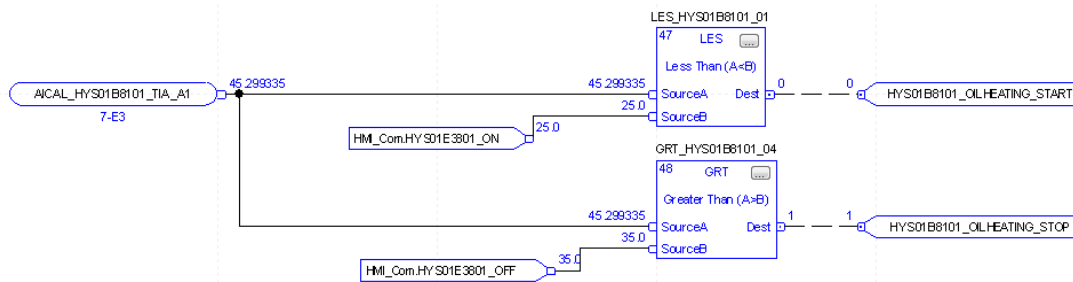 LES_HYS01B8101_01
47 LES ...
Less Than (A<B)
AICAL_HYS01B8101_TIA_A1
7-E3
45.299335
45.299335
SourceA Dest
0 0
HYS01B8101_OILHEATING_START
25.0
SourceB
HMI_Com.HYS01E3801_ON
25.0
GRT_HYS01B8101_04
48 GRT ...
Greater Than (A>B)
45.299335
SourceA Dest
1 1
HYS01B8101_OILHEATING_STOP
35.0
SourceB
HMI_Com.HYS01E3801_OFF
35.0